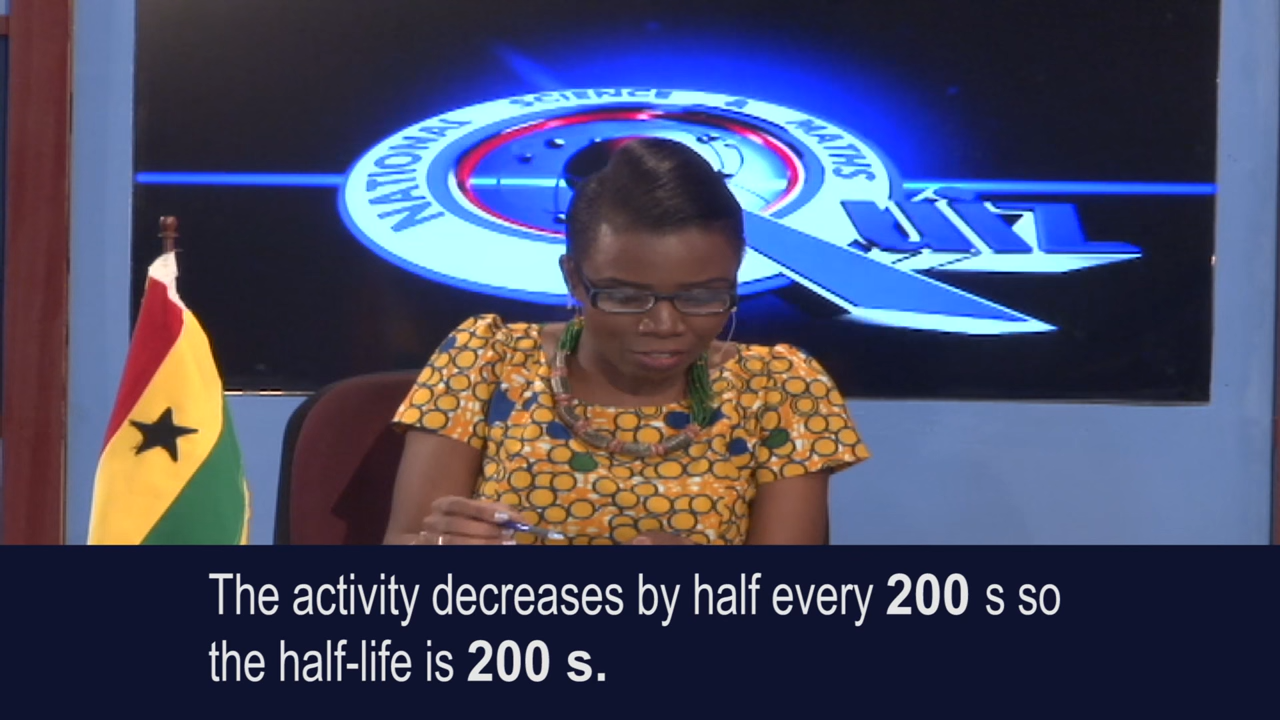 NATIONAL SCIENCE & MATHS
QUIZ
The activity decreases by half every 200 s so
the half-life is 200 s.